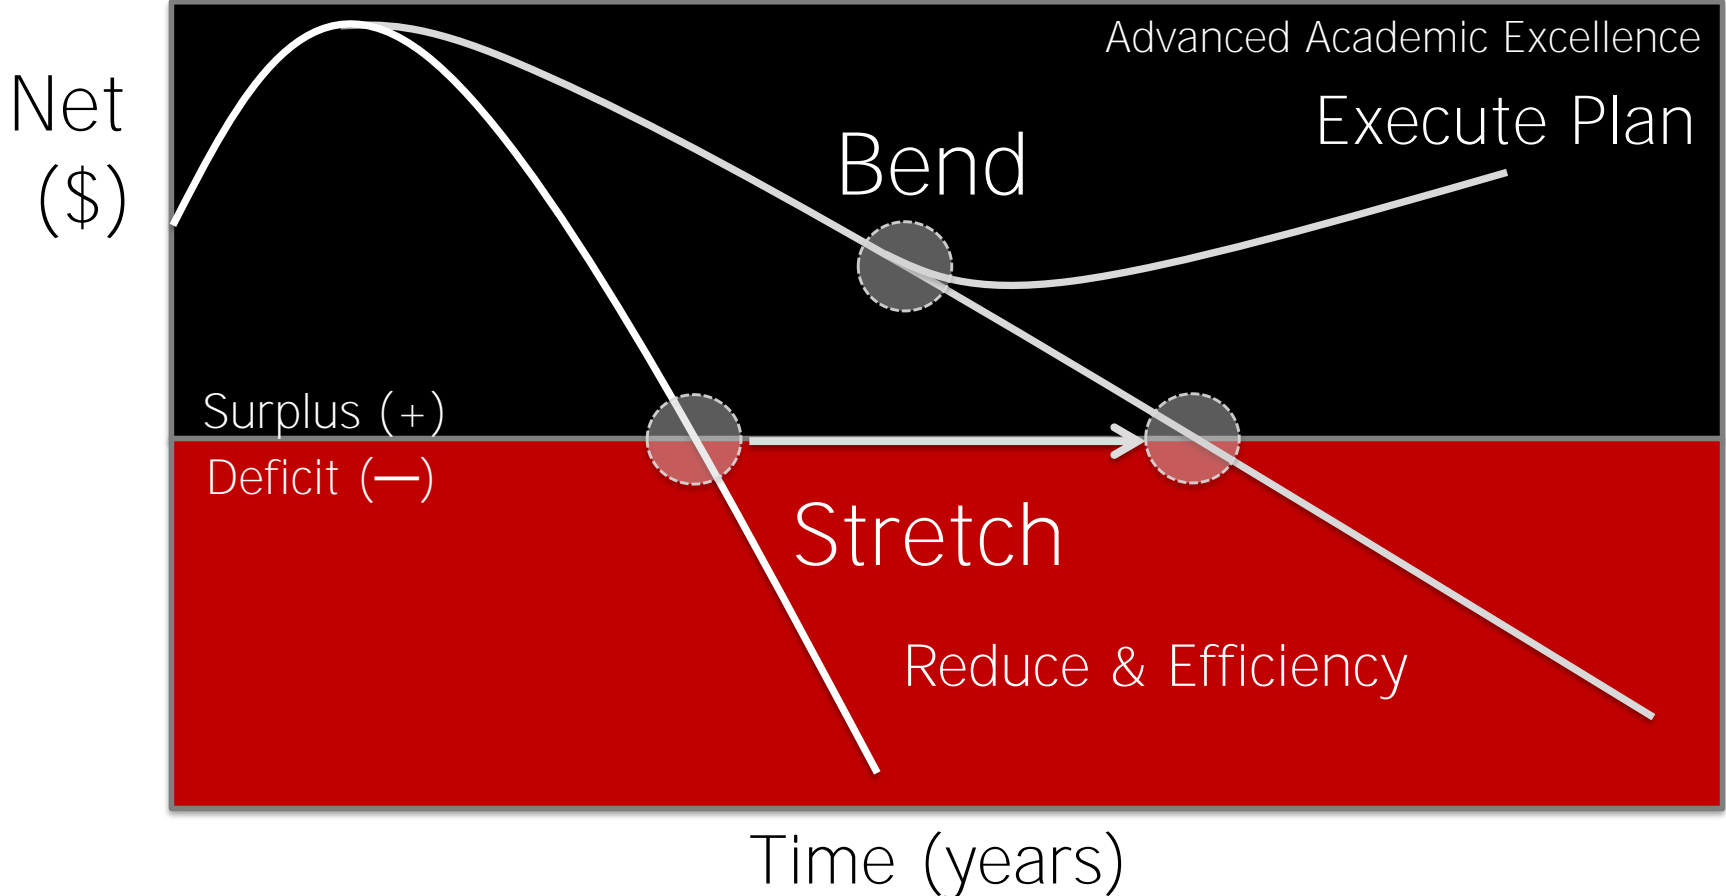 Advanced Academic Excellence
Net
($)
Execute Plan
Bend
Surplus (+)
Deficit (—)
Stretch
Reduce & Efficiency
Time (years)